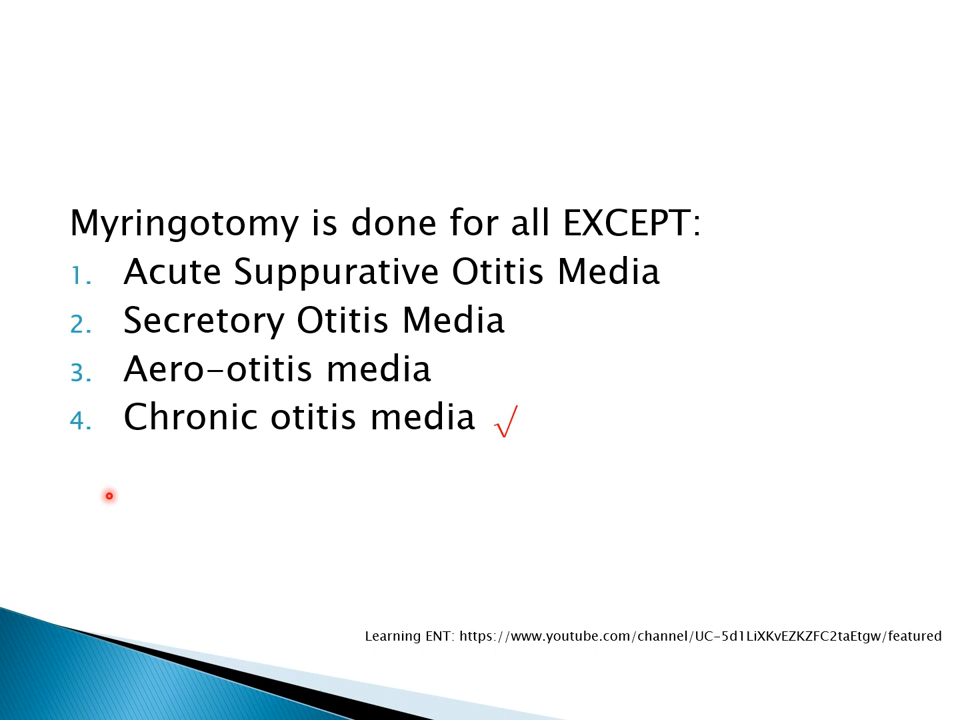 Myringotomy is done for all EXCEPT:
1. Acute Suppurative Otitis Media
2. Secretory Otitis Media
3. Aero-otitis media
4. Chronic otitis media √
Learning ENT: https://www.youtube.com/channel/UC-5d1LiXKvEZKZFC2taEtgw/featured